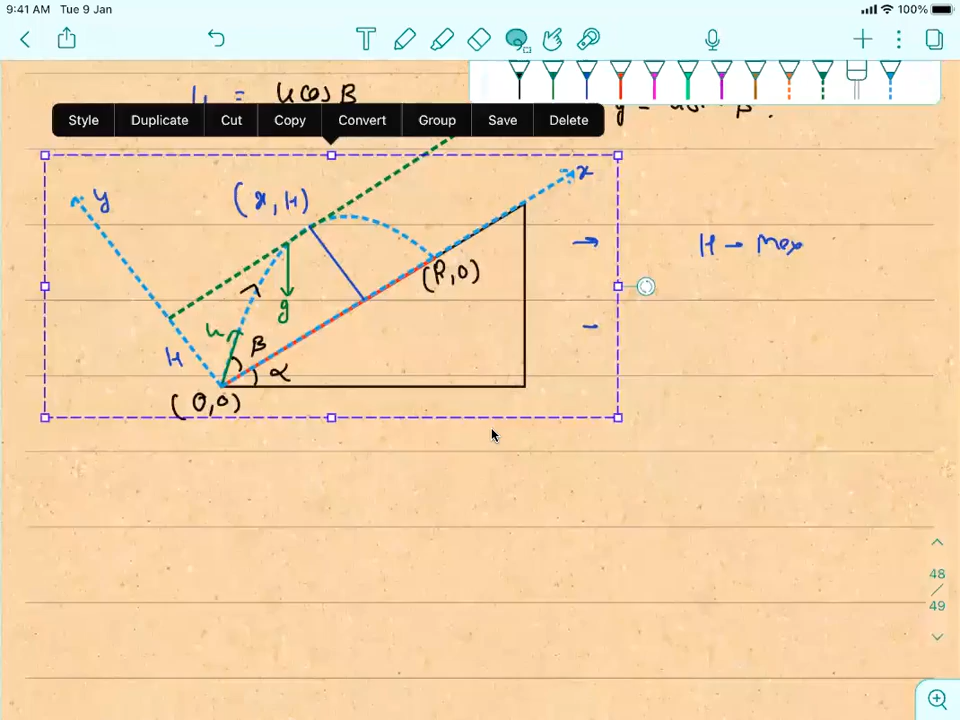 9:41 AM Tue 9 Jan
100%
u cos β
Style Duplicate Cut Copy Convert Group Save Delete
y
(x, H)
x
→ H → Max
(R,0)
g
u
β
H
α
(0,0)
48
/
49